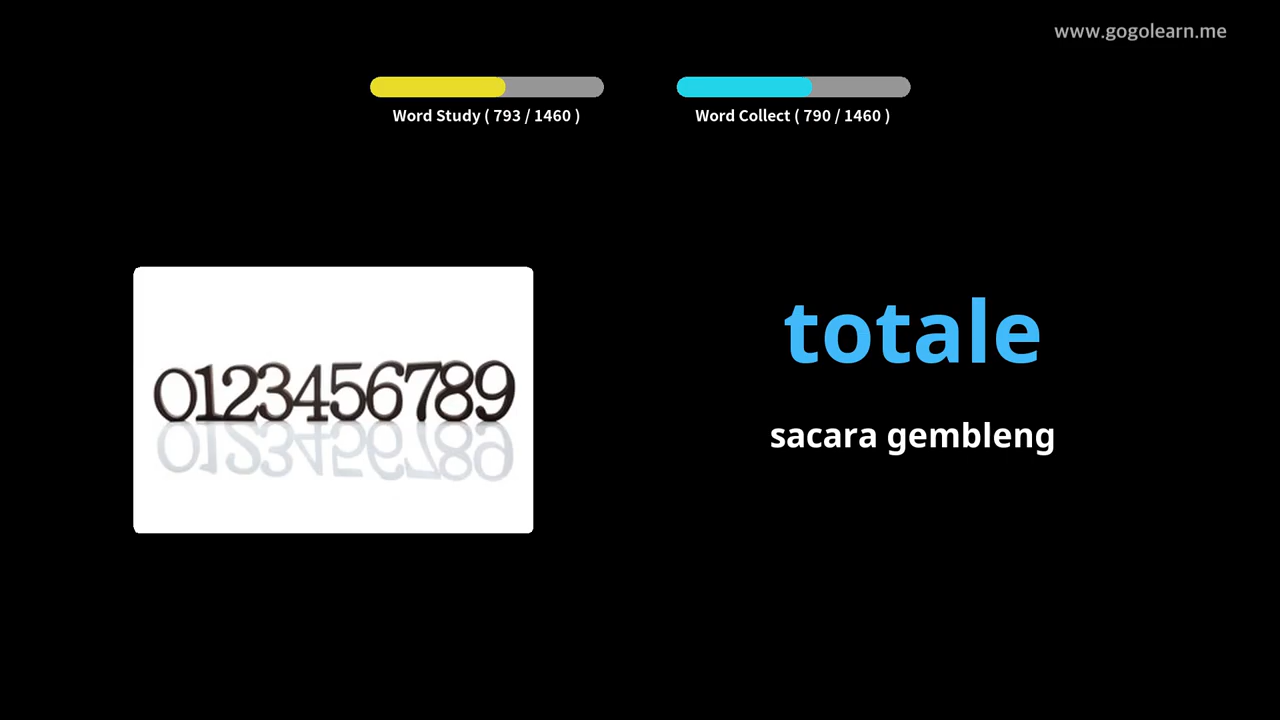 www.gogolearn.me
Word Study ( 793 / 1460 )
Word Collect ( 790 / 1460 )
0123456789
totale
sacara gembleng